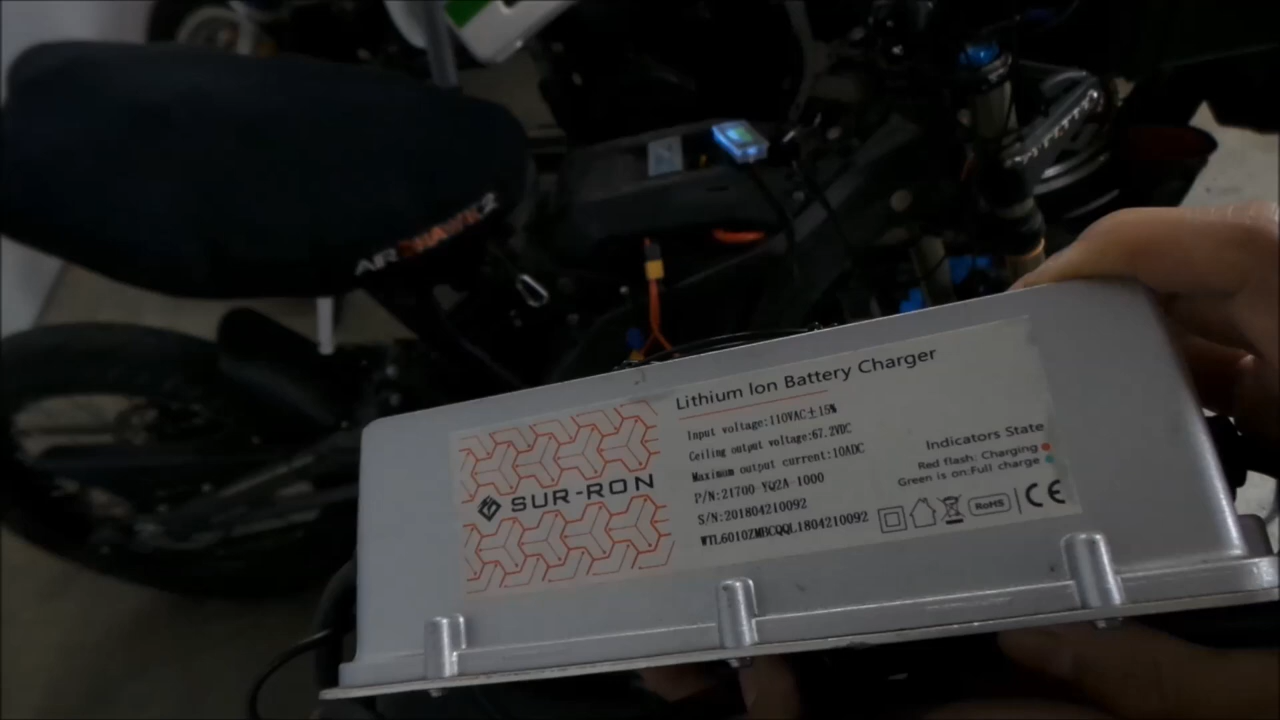 AIRSHAWK2
Lithium Ion Battery Charger
Input voltage:110VAC±15%
Ceiling output voltage:67.2VDC
Maximum output current:10ADC
P/N:21700-YQ2A-1000
S/N:201804210092
WTL6010ZMBCQQL1804210092
SUR-RON
Indicators State
Red flash: Charging
Green is on:Full charge
RoHS
CE